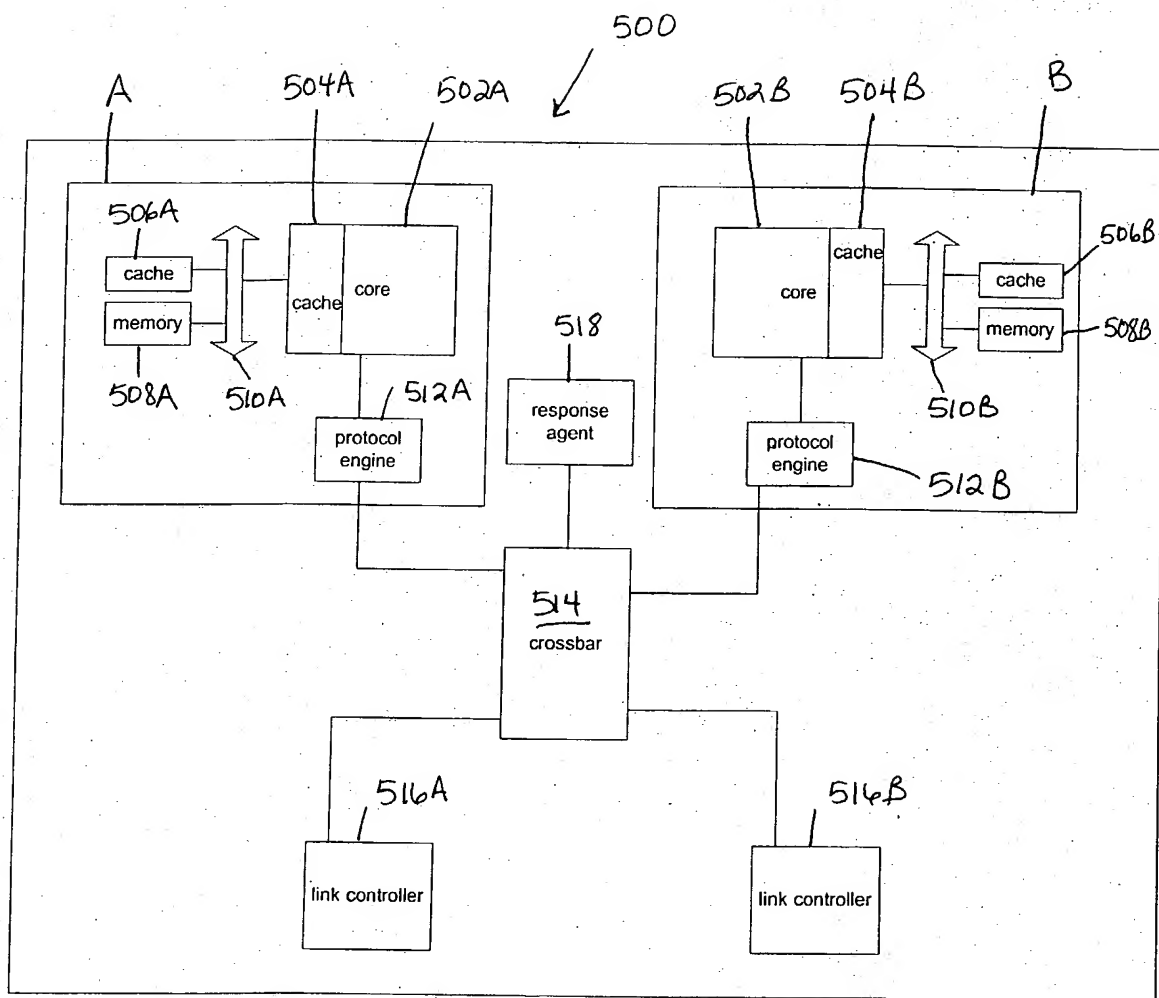 500
A
504A
502A
502B
504B
B
506A
cache
memory
508A
510A
cache
core
512A
protocol
engine
518
response
agent
core
cache
506B
cache
memory
508B
510B
protocol
engine
512B
514
crossbar
516A
link controller
516B
link controller